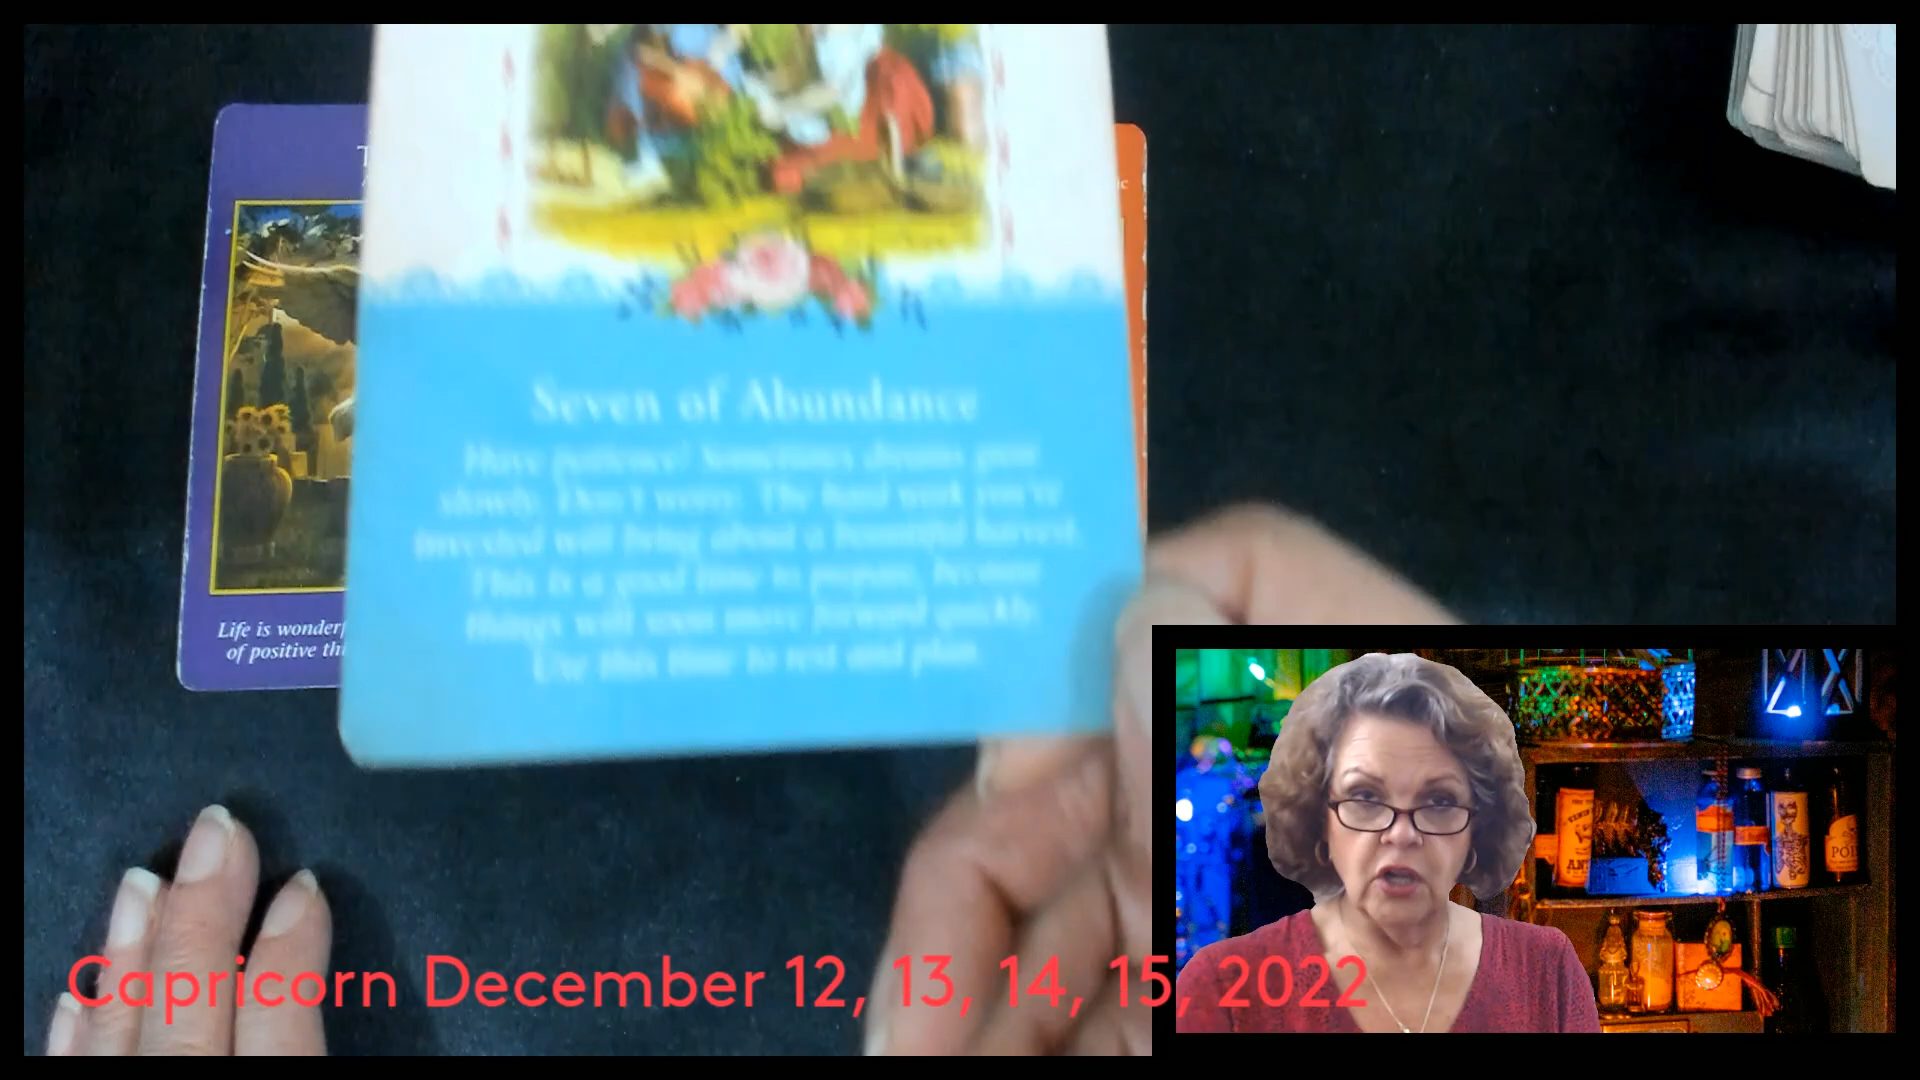 Life is wonderf
of positive thi
Seven of Abundance
Have patience! Sometimes dreams grow
slowly. Don't worry. The hard work you've
invested will bring about a bountiful harvest.
This is a good time to prepare, because
things will soon move forward quickly.
Use this time to rest and plan.
Capricorn December 12, 13, 14, 15, 2022